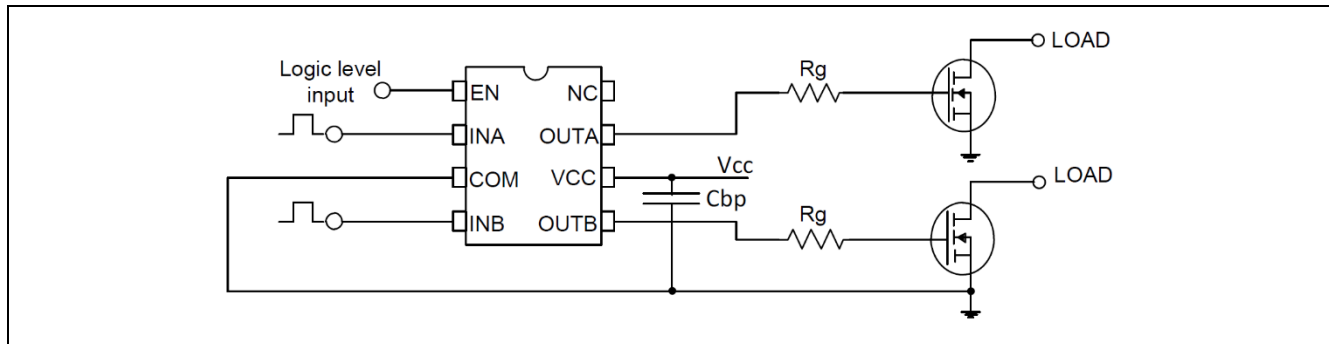 LOAD
Logic level
input
Rg
EN
NC
INA
OUTA
COM
VCC
Vcc
Cbp
LOAD
INB
OUTB
Rg